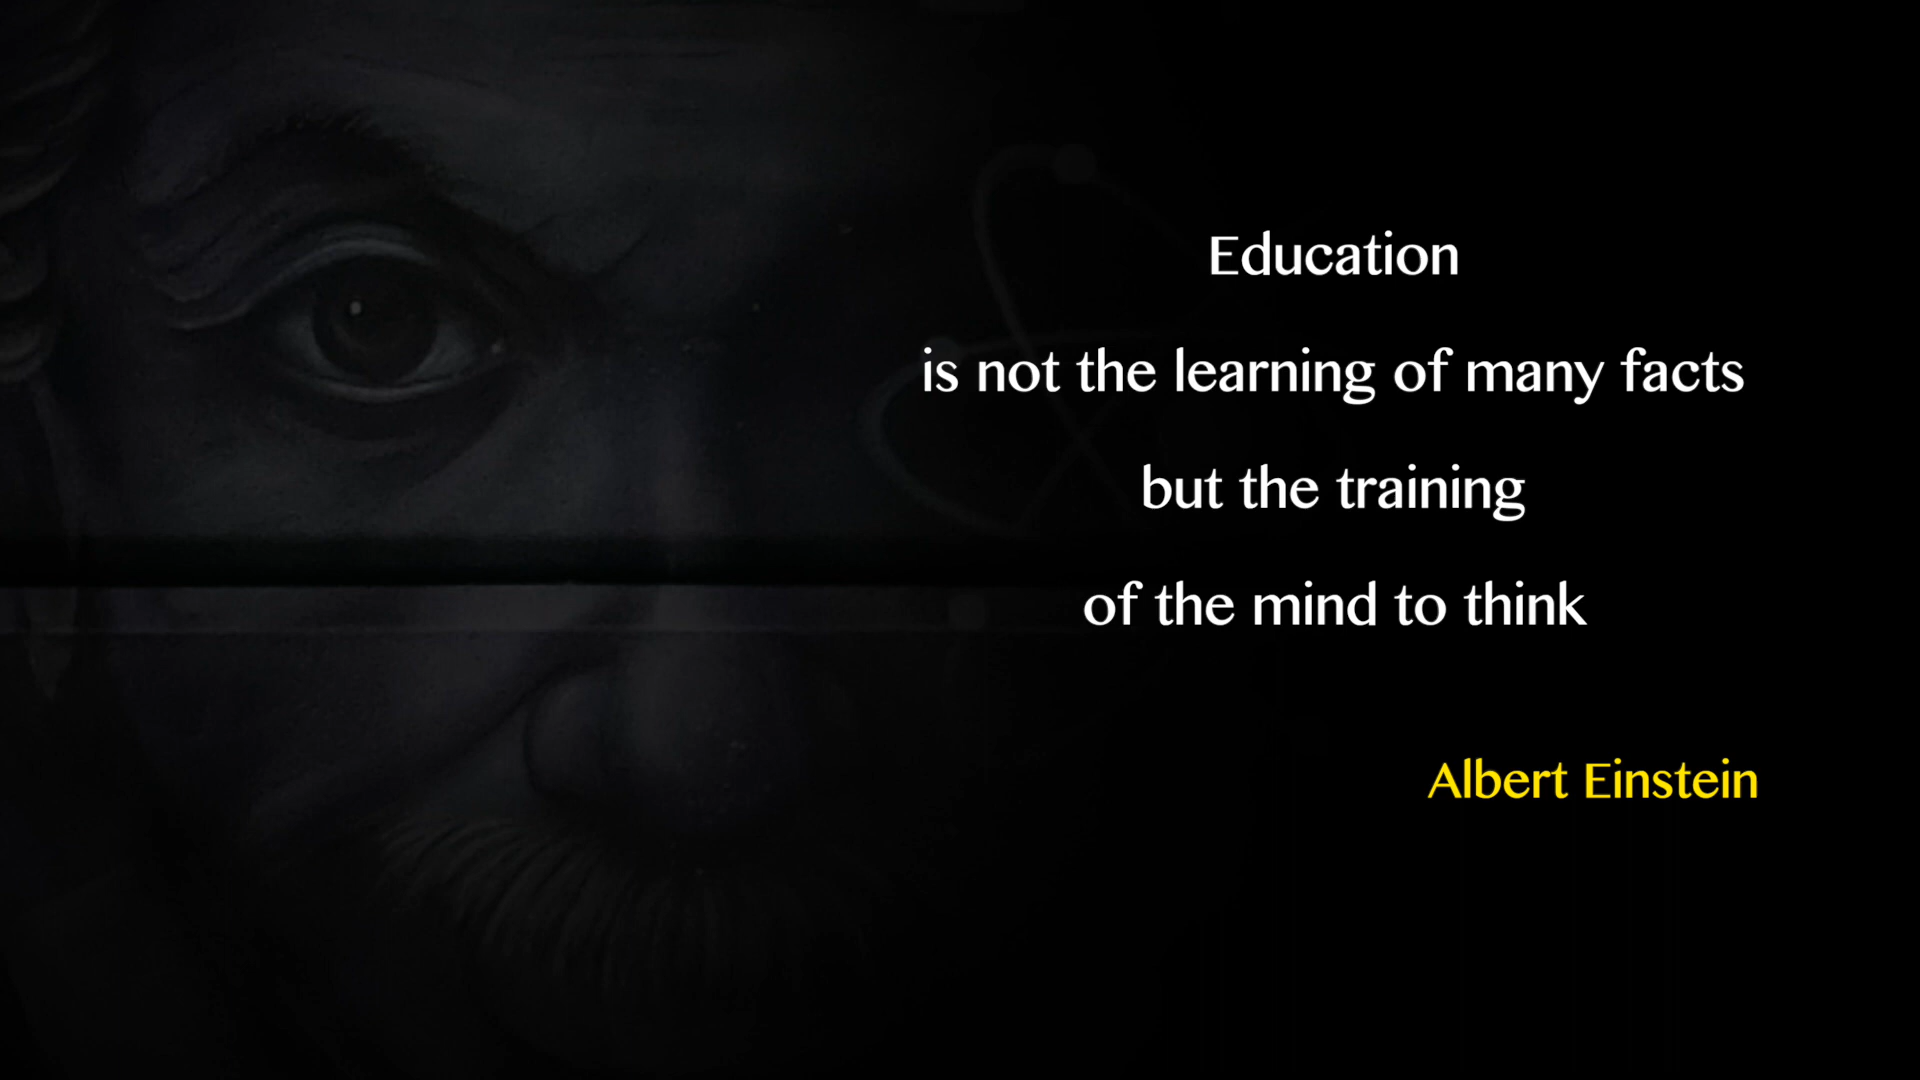 Education
is not the learning of many facts
but the training
of the mind to think
Albert Einstein